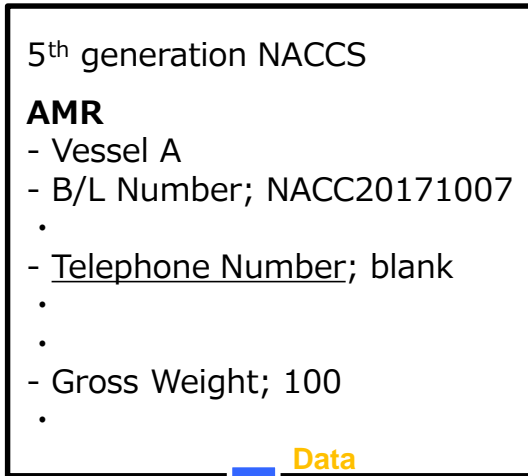 5th generation NACCS
AMR
- Vessel A
- B/L Number; NACC20171007
・
- Telephone Number; blank
・
・
- Gross Weight; 100
・
Data